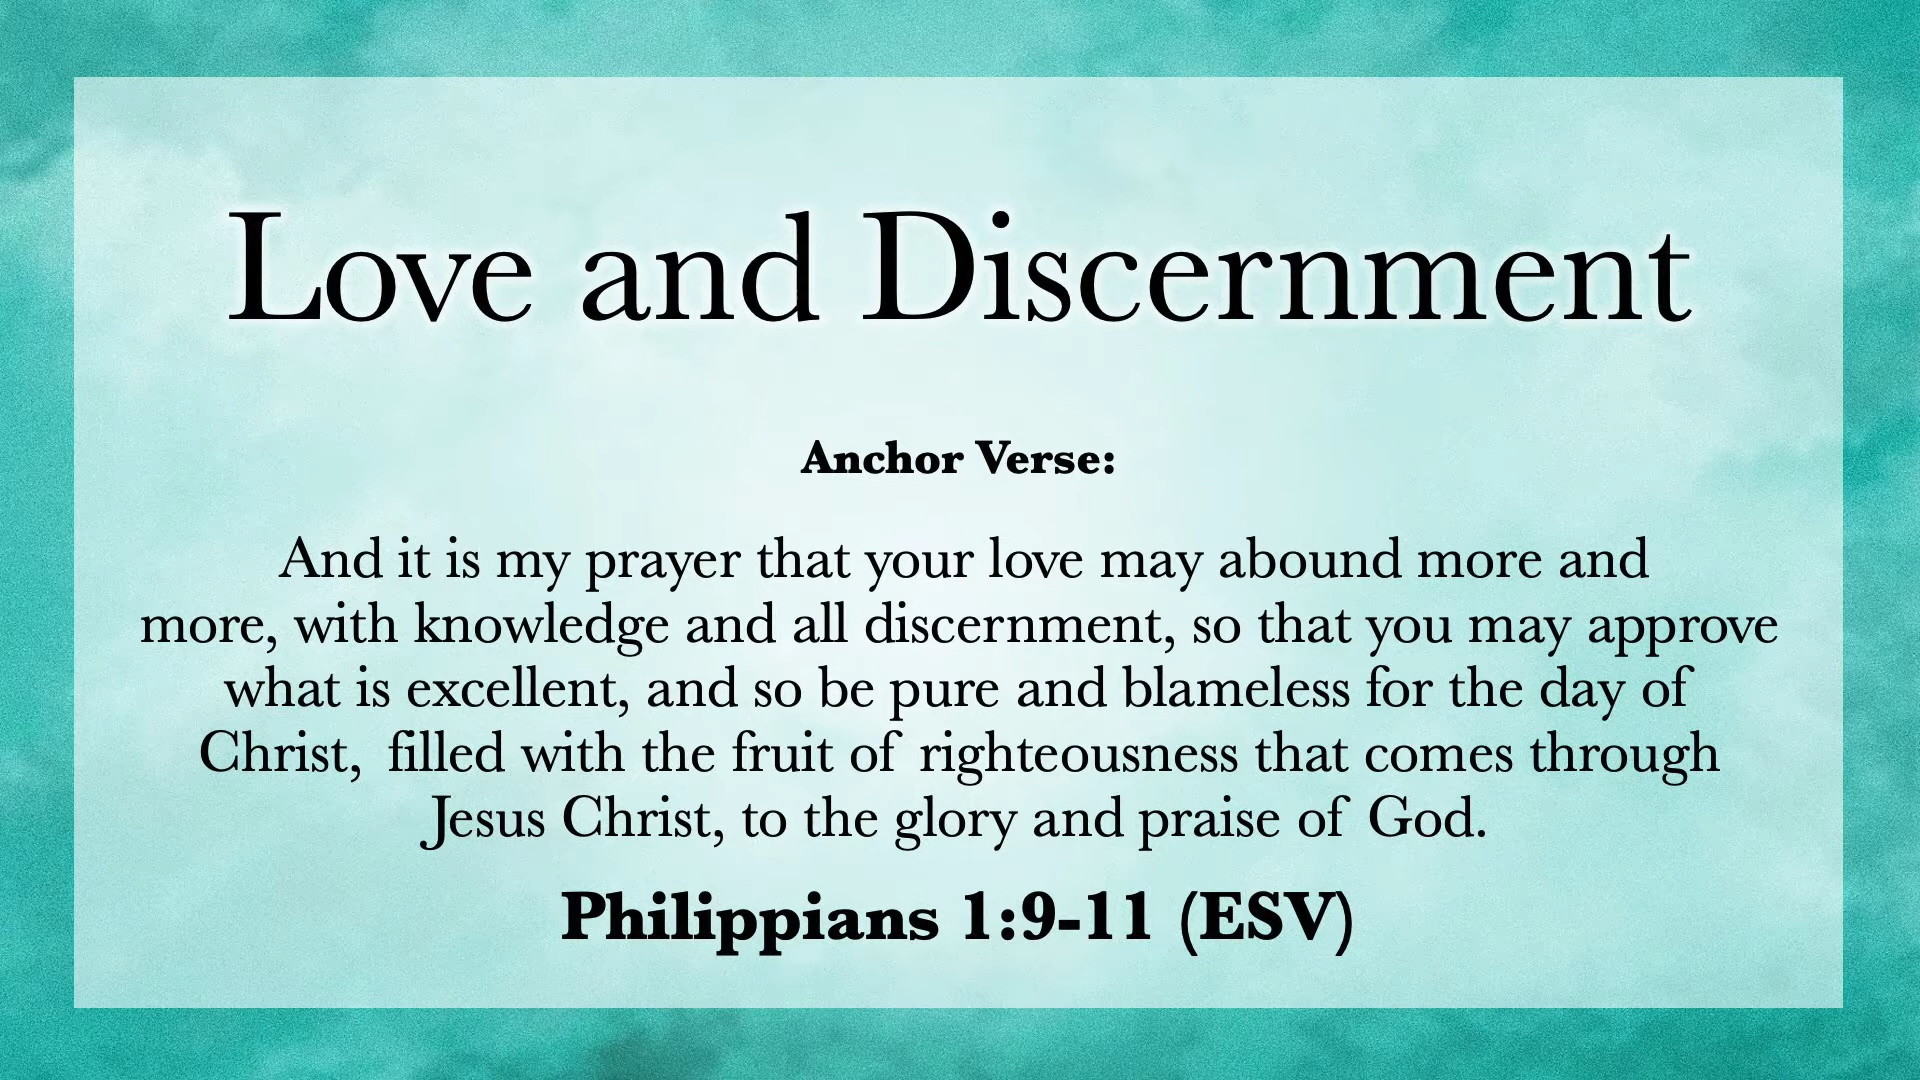 Love and Discernment
Anchor Verse:
And it is my prayer that your love may abound more and
more, with knowledge and all discernment, so that you may approve
what is excellent, and so be pure and blameless for the day of
Christ, filled with the fruit of righteousness that comes through
Jesus Christ, to the glory and praise of God.
Philippians 1:9-11 (ESV)